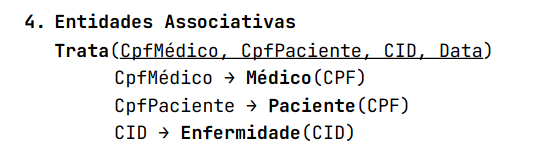 4. Entidades Associativas
Trata(CpfMédico, CpfPaciente, CID, Data)
CpfMédico → Médico(CPF)
CpfPaciente → Paciente(CPF)
CID → Enfermidade(CID)